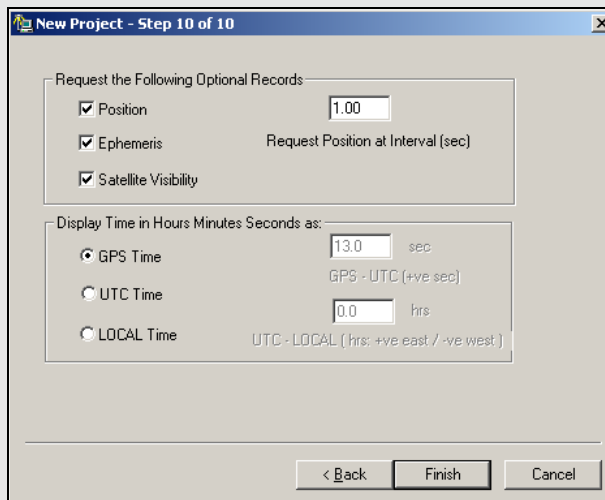 New Project - Step 10 of 10
Request the Following Optional Records
Position
1.00
Ephemeris
Request Position at Interval (sec)
Satellite Visibility
Display Time in Hours Minutes Seconds as:
GPS Time
13.0 sec
GPS - UTC (+ve sec)
UTC Time
0.0 hrs
LOCAL Time
UTC - LOCAL ( hrs: +ve east / -ve west )
< Back
Finish
Cancel